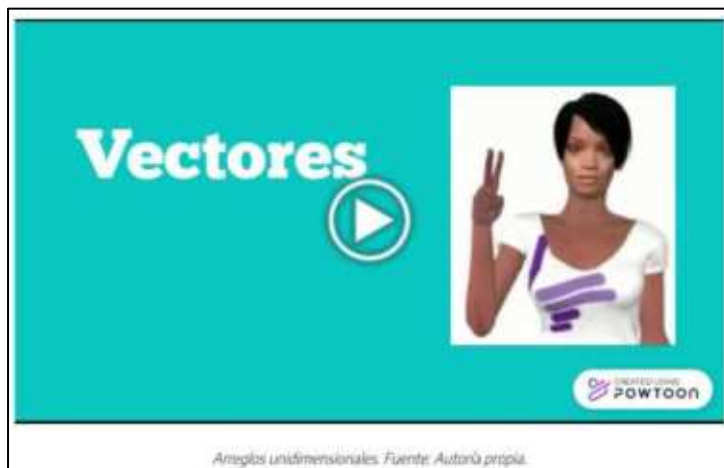 Vectores
CREATED USING
POWTOON
Arreglos unidimensionales. Fuente: Autoría propia.